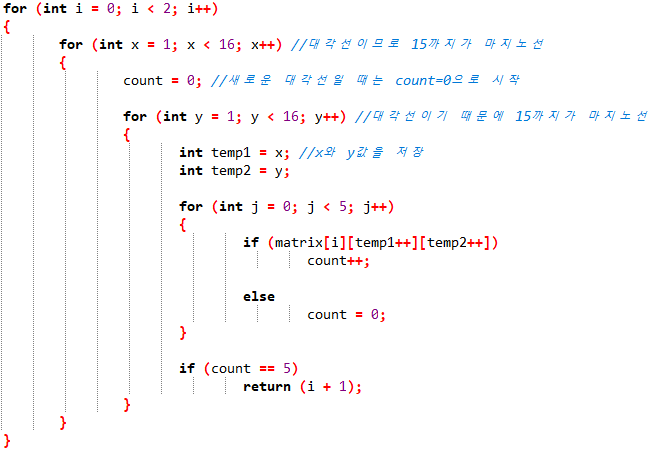 for (int i = 0; i < 2; i++)
{
for (int x = 1; x < 16; x++) //대각선이므로 15까지가 마지노선
{
count = 0; //새로운 대각선일 때는 count=0으로 시작
for (int y = 1; y < 16; y++) //대각선이기 때문에 15까지가 마지노선
{
int temp1 = x; //x와 y값을 저장
int temp2 = y;
for (int j = 0; j < 5; j++)
{
if (matrix[i][temp1++][temp2++])
count++;
else
count = 0;
}
if (count == 5)
return (i + 1);
}
}
}